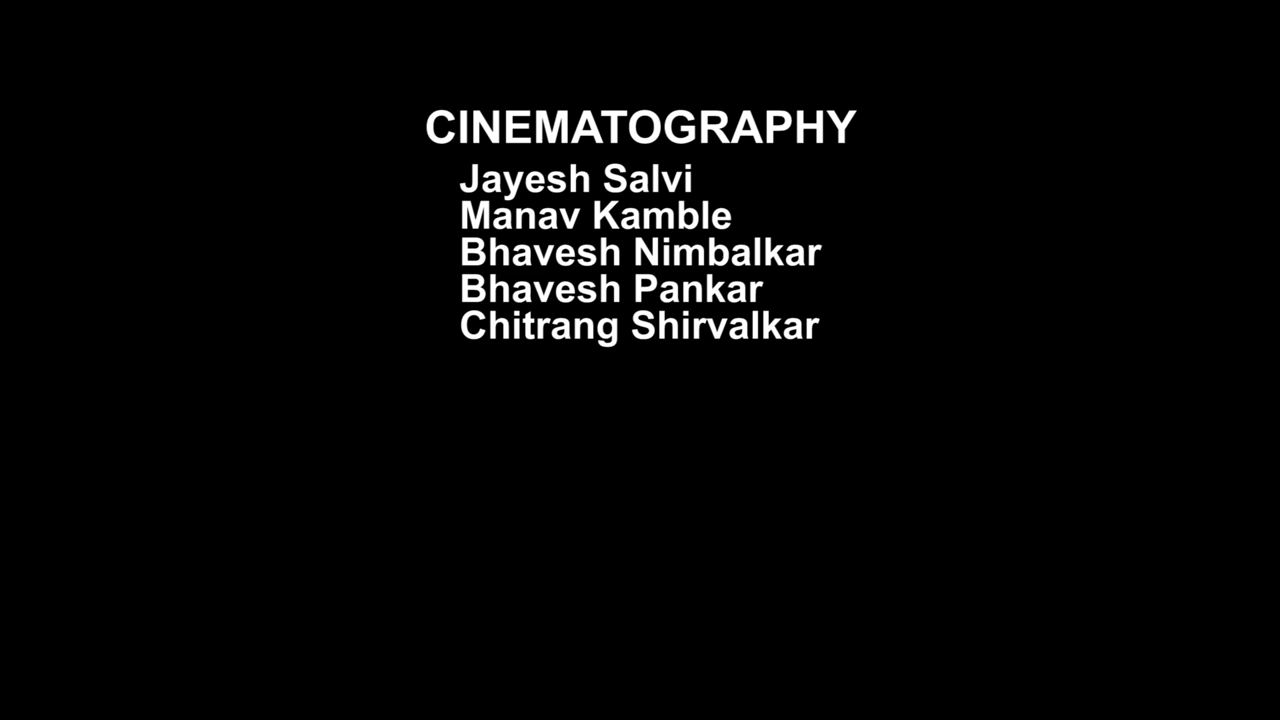 CINEMATOGRAPHY
Jayesh Salvi
Manav Kamble
Bhavesh Nimbalkar
Bhavesh Pankar
Chitrang Shirvalkar